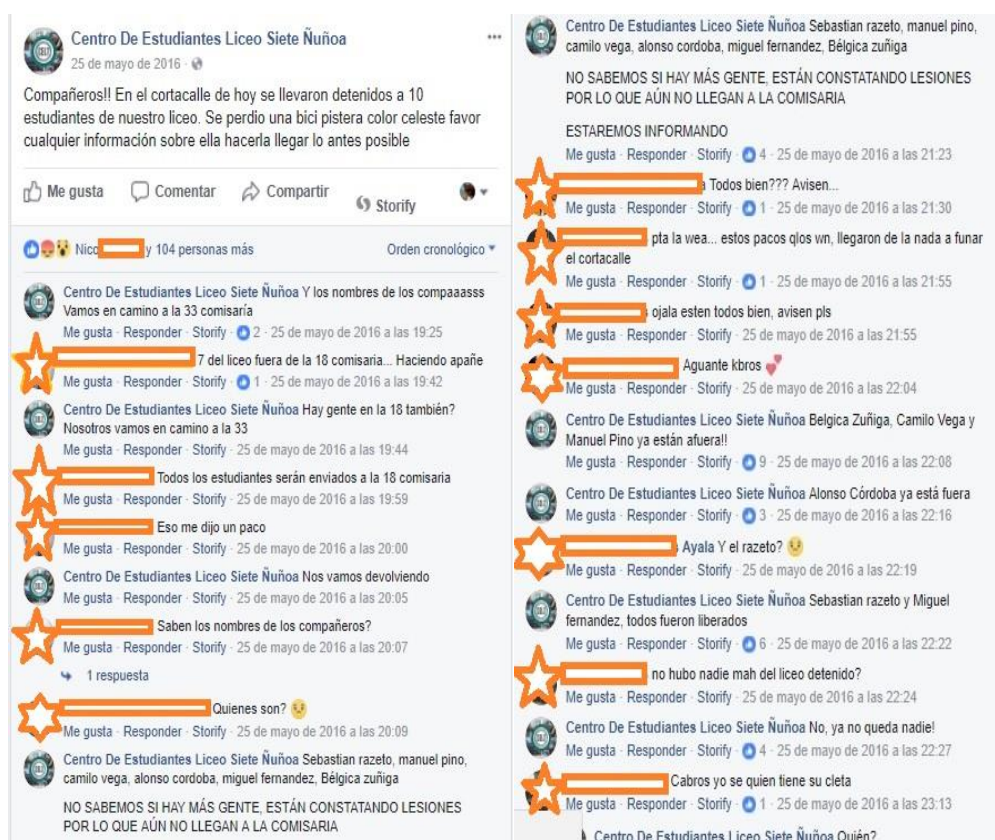 Centro De Estudiantes Liceo Siete Ñuñoa
25 de mayo de 2016 ·
Compañeros!! En el cortacalle de hoy se llevaron detenidos a 10
estudiantes de nuestro liceo. Se perdio una bici pistera color celeste favor
cualquier información sobre ella hacerla llegar lo antes posible
Me gusta Comentar Compartir Storify
Nico y 104 personas más Orden cronológico
Centro De Estudiantes Liceo Siete Ñuñoa Y los nombres de los compaaasss
Vamos en camino a la 33 comisaría
Me gusta · Responder · Storify · 2 · 25 de mayo de 2016 a las 19:25
7 del liceo fuera de la 18 comisaria... Haciendo apañe
Me gusta · Responder · Storify · 1 · 25 de mayo de 2016 a las 19:42
Centro De Estudiantes Liceo Siete Ñuñoa Hay gente en la 18 también?
Nosotros vamos en camino a la 33
Me gusta · Responder · Storify · 25 de mayo de 2016 a las 19:44
Todos los estudiantes serán enviados a la 18 comisaria
Me gusta · Responder · Storify · 25 de mayo de 2016 a las 19:59
Eso me dijo un paco
Me gusta · Responder · Storify · 25 de mayo de 2016 a las 20:00
Centro De Estudiantes Liceo Siete Ñuñoa Nos vamos devolviendo
Me gusta · Responder · Storify · 25 de mayo de 2016 a las 20:05
Saben los nombres de los compañeros?
Me gusta · Responder · Storify · 25 de mayo de 2016 a las 20:07
1 respuesta
Quienes son? 😟
Me gusta · Responder · Storify · 25 de mayo de 2016 a las 20:09
Centro De Estudiantes Liceo Siete Ñuñoa Sebastian razeto, manuel pino,
camilo vega, alonso cordoba, miguel fernandez, Bélgica zuñiga
NO SABEMOS SI HAY MÁS GENTE, ESTÁN CONSTATANDO LESIONES
POR LO QUE AÚN NO LLEGAN A LA COMISARIA
Centro De Estudiantes Liceo Siete Ñuñoa Sebastian razeto, manuel pino,
camilo vega, alonso cordoba, miguel fernandez, Bélgica zuñiga
NO SABEMOS SI HAY MÁS GENTE, ESTÁN CONSTATANDO LESIONES
POR LO QUE AÚN NO LLEGAN A LA COMISARIA
ESTAREMOS INFORMANDO
Me gusta · Responder · Storify · 4 · 25 de mayo de 2016 a las 21:23
Todos bien??? Avisen...
Me gusta · Responder · Storify · 1 · 25 de mayo de 2016 a las 21:30
pta la wea... estos pacos qlos wn, llegaron de la nada a funar
el cortacalle
Me gusta · Responder · Storify · 1 · 25 de mayo de 2016 a las 21:55
ojala esten todos bien, avisen pls
Me gusta · Responder · Storify · 25 de mayo de 2016 a las 21:55
Aguante kbros 💕
Me gusta · Responder · Storify · 25 de mayo de 2016 a las 22:04
Centro De Estudiantes Liceo Siete Ñuñoa Belgica Zuñiga, Camilo Vega y
Manuel Pino ya están afuera!!
Me gusta · Responder · Storify · 9 · 25 de mayo de 2016 a las 22:08
Centro De Estudiantes Liceo Siete Ñuñoa Alonso Córdoba ya está fuera
Me gusta · Responder · Storify · 3 · 25 de mayo de 2016 a las 22:16
Ayala Y el razeto? 😟
Me gusta · Responder · Storify · 25 de mayo de 2016 a las 22:19
Centro De Estudiantes Liceo Siete Ñuñoa Sebastian razeto y Miguel
fernandez, todos fueron liberados
Me gusta · Responder · Storify · 6 · 25 de mayo de 2016 a las 22:22
no hubo nadie mah del liceo detenido?
Me gusta · Responder · Storify · 25 de mayo de 2016 a las 22:24
Centro De Estudiantes Liceo Siete Ñuñoa No, ya no queda nadie!
Me gusta · Responder · Storify · 4 · 25 de mayo de 2016 a las 22:27
Cabros yo se quien tiene su cleta
Me gusta · Responder · Storify · 1 · 25 de mayo de 2016 a las 23:13
Centro De Estudiantes Liceo Siete Ñuñoa Quién?